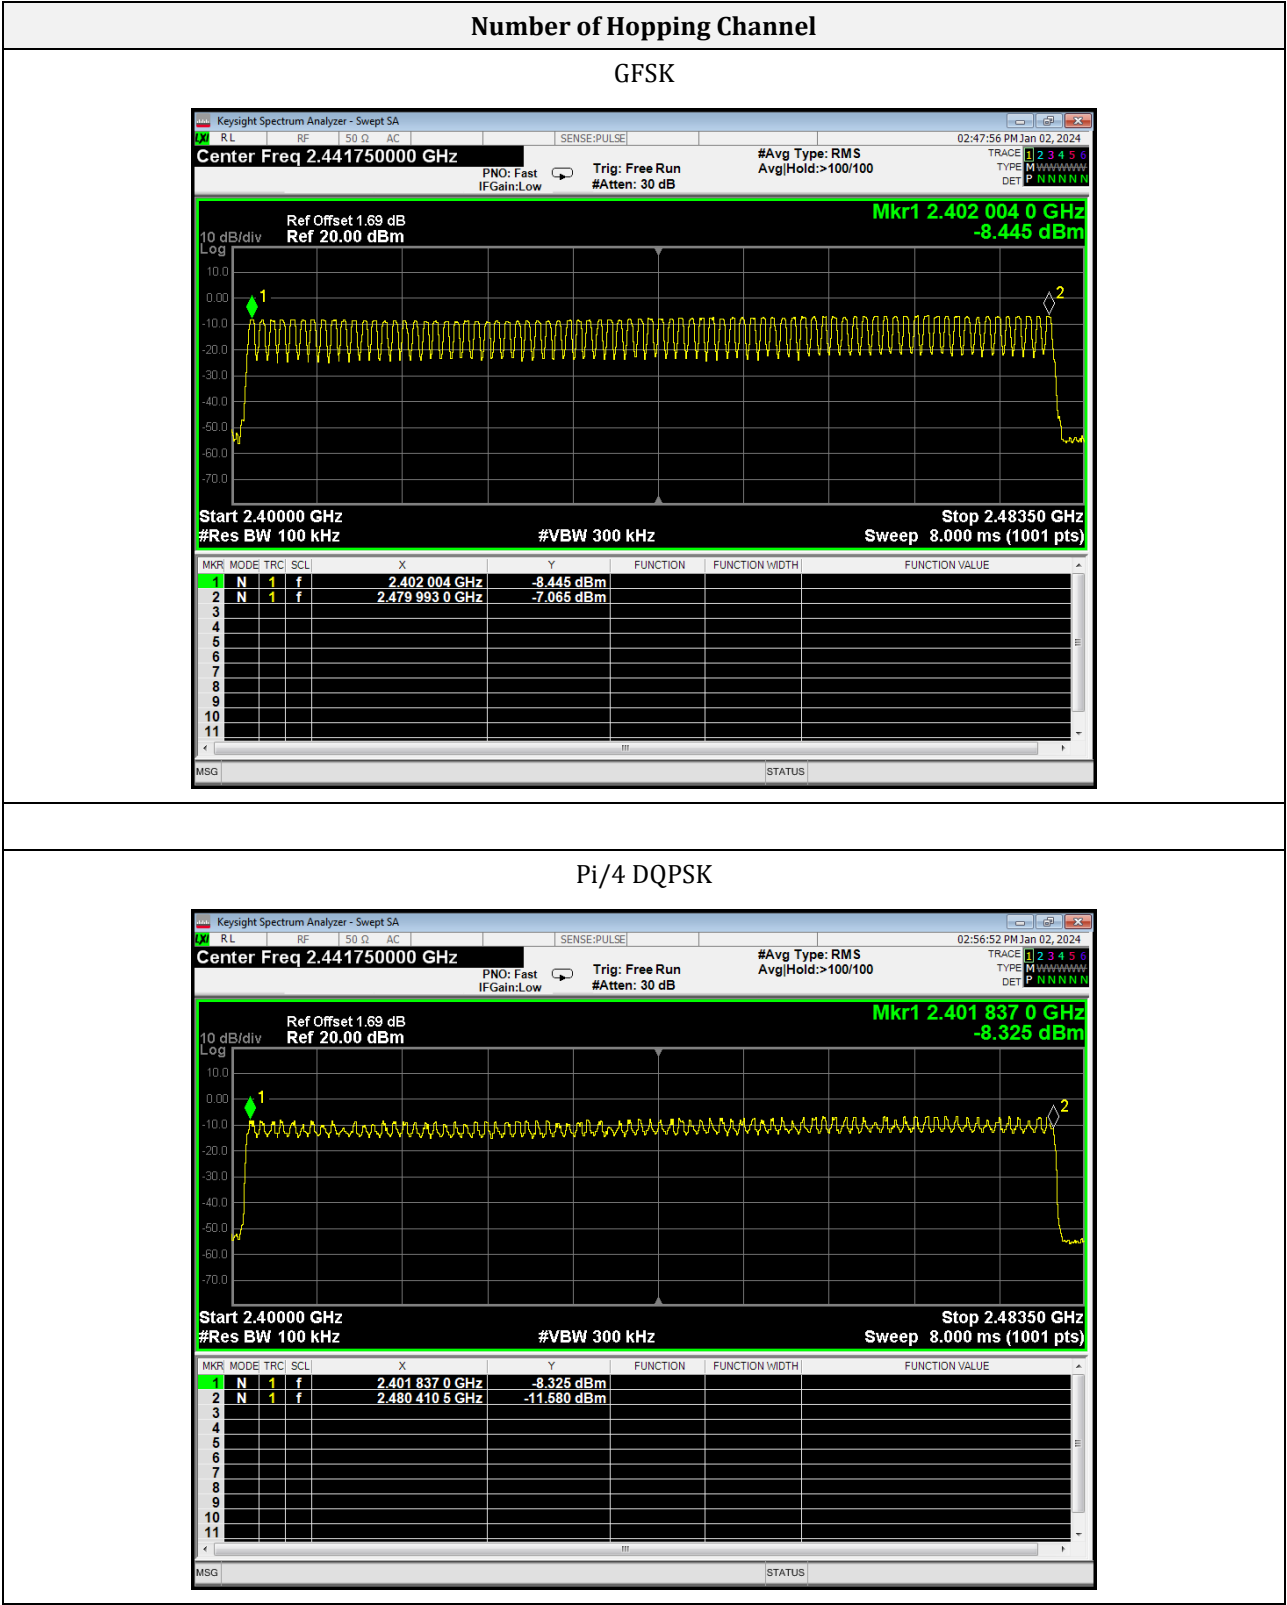 Number of Hopping Channel
GFSK
Keysight Spectrum Analyzer - Swept SA
LXI RL RF 50 Ω AC SENSE:PULSE 02:47:56 PM Jan 02, 2024
Center Freq 2.441750000 GHz #Avg Type: RMS TRACE 1 2 3 4 5 6
PNO: Fast Trig: Free Run Avg|Hold:>100/100 TYPE M WWWWW
IFGain:Low #Atten: 30 dB DET P N N N N N
Mkr1 2.402 004 0 GHz
Ref Offset 1.69 dB
10 dB/div Ref 20.00 dBm -8.445 dBm
Log
10.0
0.00
1
2
-10.0
-20.0
-30.0
-40.0
-50.0
-60.0
-70.0
Start 2.40000 GHz Stop 2.48350 GHz
#Res BW 100 kHz #VBW 300 kHz Sweep 8.000 ms (1001 pts)
MKR MODE TRC SCL X Y FUNCTION FUNCTION WIDTH FUNCTION VALUE
1 N 1 f 2.402 004 GHz -8.445 dBm
2 N 1 f 2.479 993 0 GHz -7.065 dBm
3
4
5
6
7
8
9
10
11
MSG STATUS
Pi/4 DQPSK
Keysight Spectrum Analyzer - Swept SA
LXI RL RF 50 Ω AC SENSE:PULSE 02:56:52 PM Jan 02, 2024
Center Freq 2.441750000 GHz #Avg Type: RMS TRACE 1 2 3 4 5 6
PNO: Fast Trig: Free Run Avg|Hold:>100/100 TYPE M WWWWW
IFGain:Low #Atten: 30 dB DET P N N N N N
Mkr1 2.401 837 0 GHz
Ref Offset 1.69 dB
10 dB/div Ref 20.00 dBm -8.325 dBm
Log
10.0
0.00
1
2
-10.0
-20.0
-30.0
-40.0
-50.0
-60.0
-70.0
Start 2.40000 GHz Stop 2.48350 GHz
#Res BW 100 kHz #VBW 300 kHz Sweep 8.000 ms (1001 pts)
MKR MODE TRC SCL X Y FUNCTION FUNCTION WIDTH FUNCTION VALUE
1 N 1 f 2.401 837 0 GHz -8.325 dBm
2 N 1 f 2.480 410 5 GHz -11.580 dBm
3
4
5
6
7
8
9
10
11
MSG STATUS